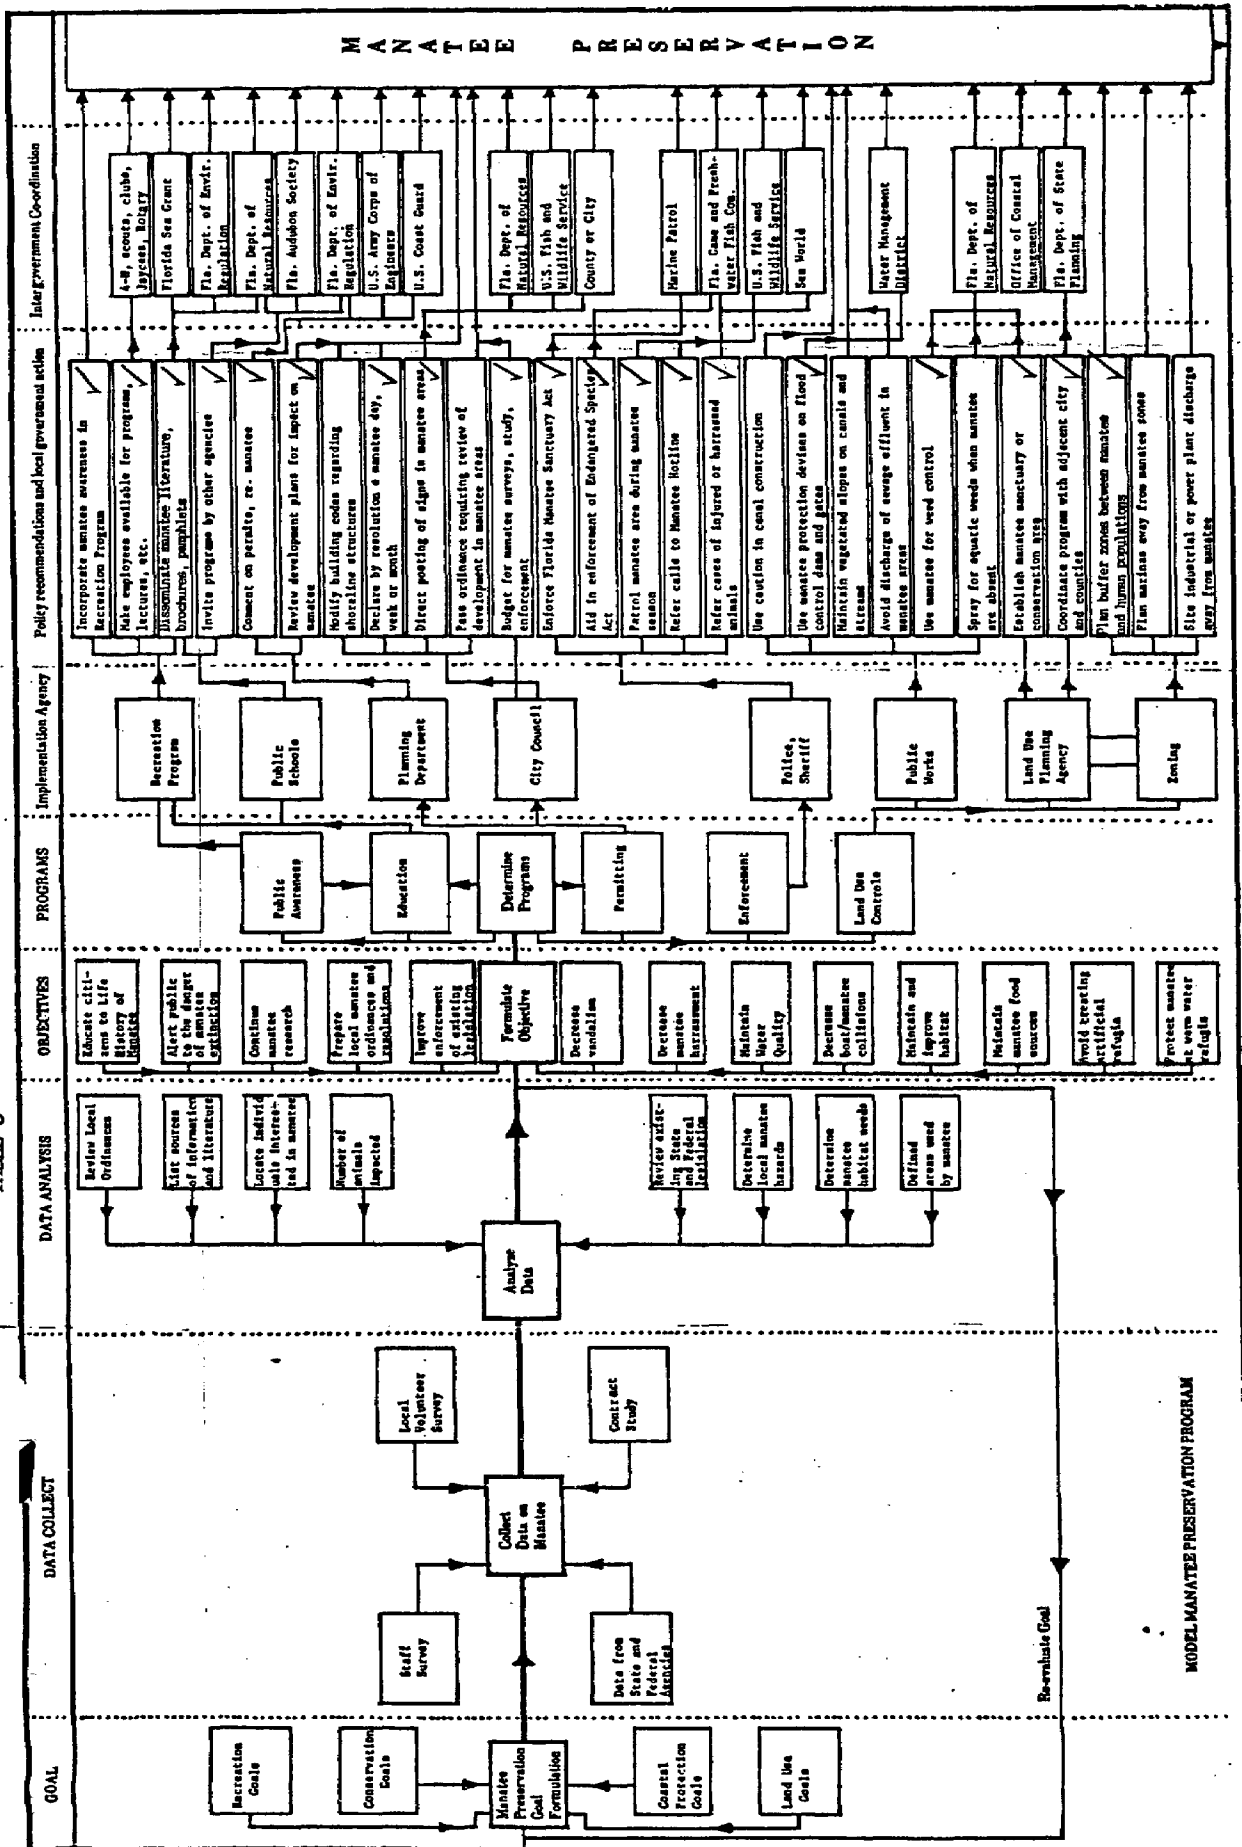 GOAL
DATA COLLECT
DATA ANALYSIS
OBJECTIVES
PROGRAMS
Implementation Agency
Policy recommendations and local government action
Intergovernment Co-ordination
Recreation
Goals
Conservation
Goals
Manatee
Preservation
Goal
Formulation
Coastal
Protection
Goals
Land Use
Goals
Staff
Survey
Local
Volunteer
Survey
Collect
Data on
Manatee
Data from
State and
Federal
Agencies
Contract
Study
Review Local
Ordinances
List sources
of information
and literature
Locate individ
uals interes-
ted in manatee
Number of
animals
impacted
Analyze
Data
Review exist-
ing State
and Federal
legislation
Determine
local manatee
hazards
Determine
manatee
habitat needs
Defined
areas used
by manatee
Educate citi-
zens to Life
History of
Manatee
Alert public
to the danger
of manatee
extinction
Continue
manatee
research
Prepare
local manatee
ordinances and
regulations
Improve
enforcement
of existing
legislation
Formulate
Objective
Decrease
vandalism
Decrease
manatee
harrassment
Maintain
Water
Quality
Decrease
boat/manatee
collisions
Maintain and
improve
habitat
Maintain
manatee food
sources
Avoid treating
Artificial
refugia
Protect manatee
at warm water
refugia
Public
Awareness
Education
Determine
Programs
Permitting
Enforcement
Land Use
Controls
Recreation
Program
Public
Schools
Planning
Department
City Council
Police,
Sheriff
Public
Works
Land Use
Planning
Agency
Zoning
Incorporate manatee awareness in
Recreation Program
Make employees available for programs,
lectures, etc.
Disseminate manatee literature,
brochures, pamphlets
Invite programs by other agencies
Comment on permits, re. manatee
Review development plans for impact on
manatee
Modify building codes regarding
shoreline structures
Declare by resolution a manatee day,
week or month
Direct posting of signs in manatee areas
Pass ordinance requiring review of
development in manatee areas
Budget for manatee surveys, study,
enforcement
Enforce Florida Manatee Sanctuary Act
Aid in enforcement of Endangered Species
Act
Patrol manatee area during manatee
season
Refer calls to Manatee Hotline
Refer cases of injured or harrassed
animals
Use caution in canal construction
Use manatee protection devises on flood
control dams and gates
Maintain vegetated slopes on canals and
streams
Avoid discharge of sewage effluent in
manatee areas
Use manatee for weed control
Spray for aquatic weeds when manatee
are absent
Establish manatee sanctuary or
conservation area
Coordinate program with adjacent city
and counties
Plan buffer zones between manatee
and human populations
Plan marinas away from manatee zones
Site industrial or power plant discharge
away from manatee
4-H, scouts, clubs,
Jaycees, Rotary
Florida Sea Grant
Fla. Dept. of Envir.
Regulation
Fla. Dept. of
Natural Resources
Fla. Audubon Society
Fla. Dept. of Envir.
Regulation
U.S. Army Corps of
Engineers
U.S. Coast Guard
Fla. Dept. of
Natural Resources
U.S. Fish and
Wildlife Service
County or City
Marine Patrol
Fla. Game and Fresh-
water Fish Com.
U.S. Fish and
Wildlife Service
Sea World
Water Management
District
Fla. Dept. of
Natural Resources
Office of Coastal
Management
Fla. Dept. of State
Planning
MANATEE PRESERVATION
Re-evaluate Goal
MODEL MANATEE PRESERVATION PROGRAM